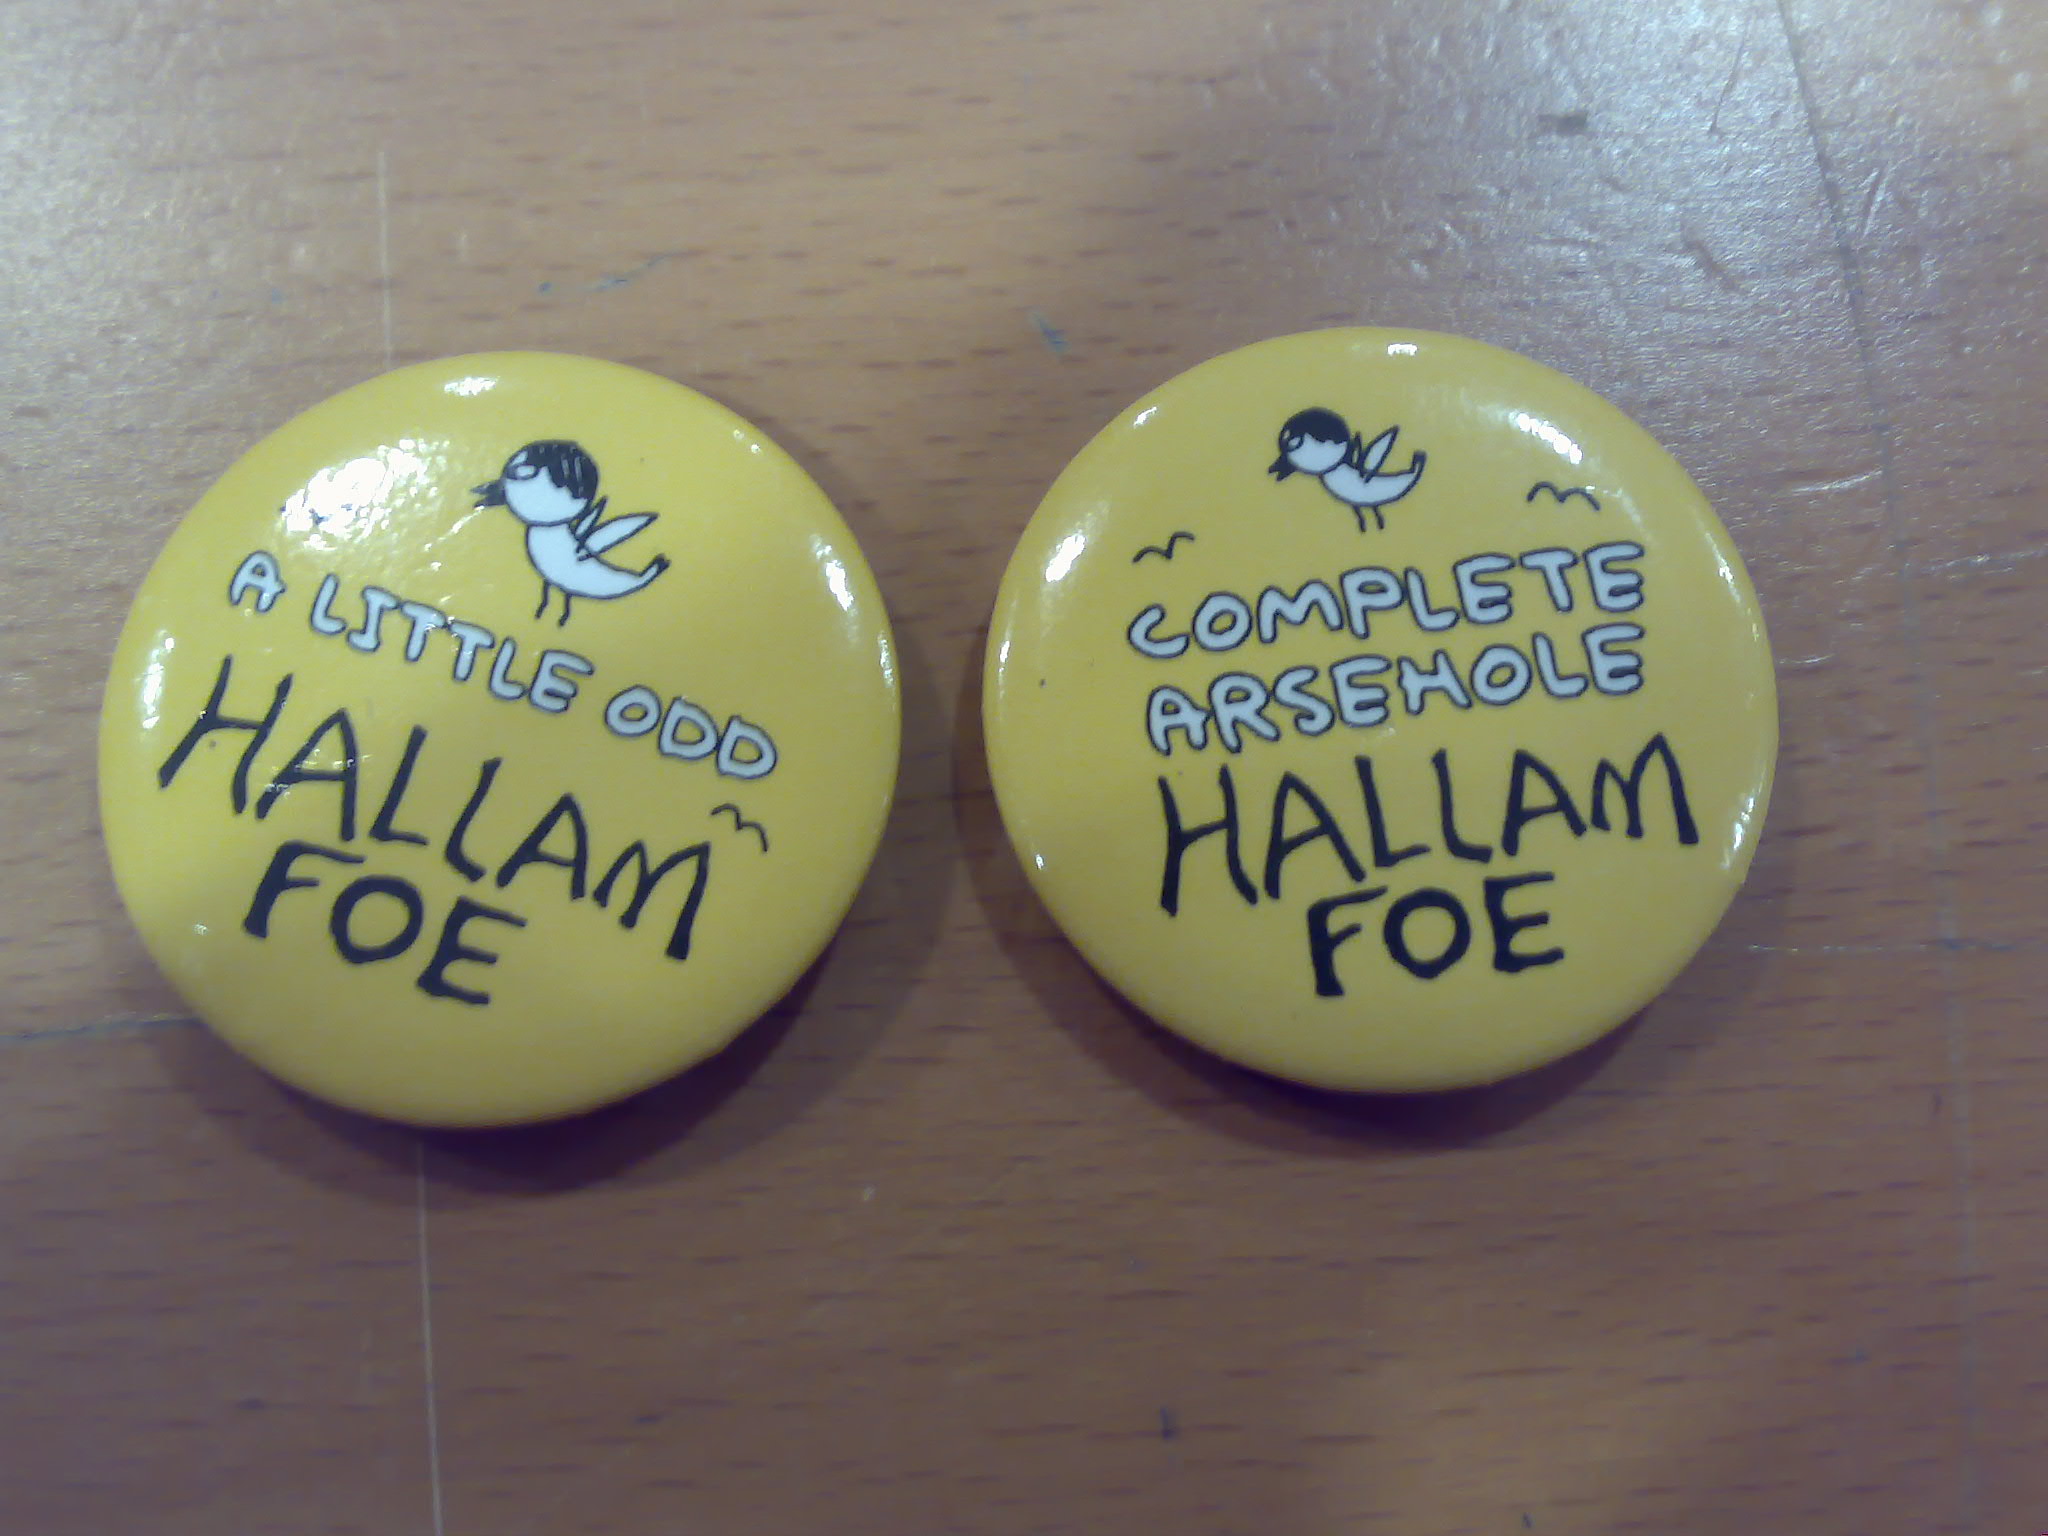 A LITTLE ODD
HALLAM
FOE
COMPLETE
ARSEHOLE
HALLAM
FOE